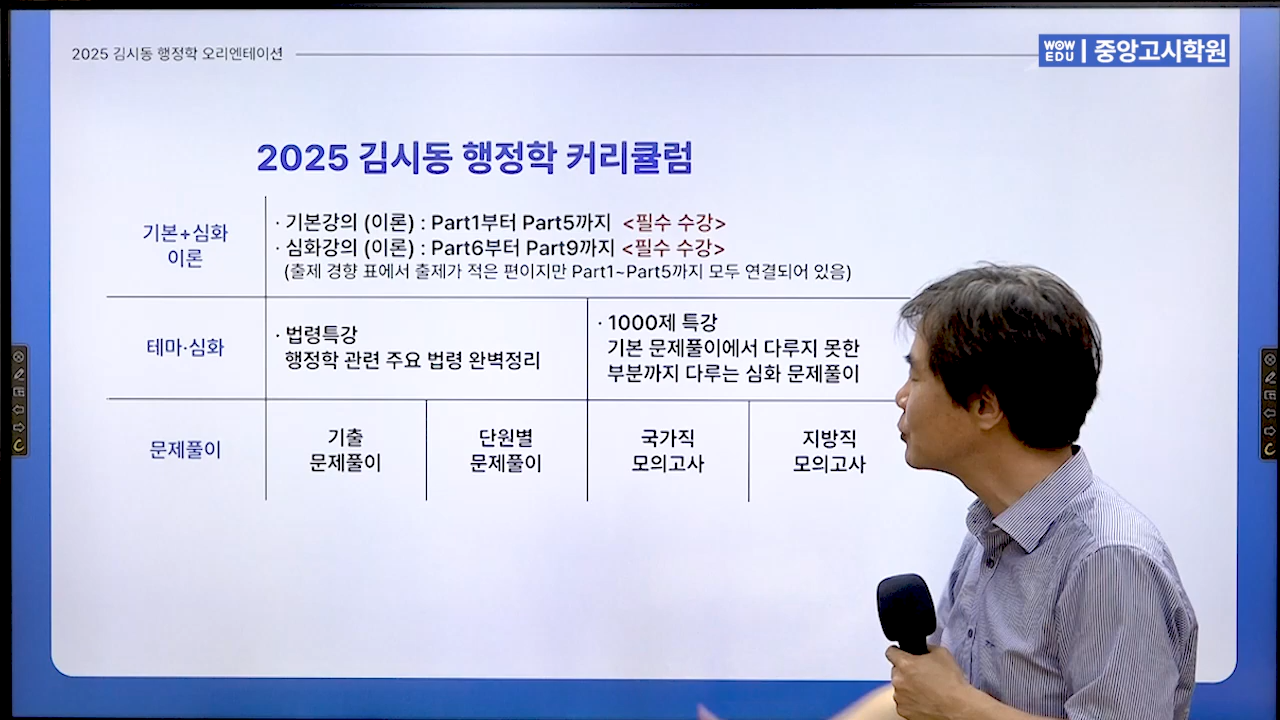 2025 김시동 행정학 오리엔테이션
WOW EDU | 중앙고시학원
2025 김시동 행정학 커리큘럼
기본+심화
이론
· 기본강의 (이론) : Part1부터 Part5까지 <필수 수강>
· 심화강의 (이론) : Part6부터 Part9까지 <필수 수강>
(출제 경향 표에서 출제가 적은 편이지만 Part1~Part5까지 모두 연결되어 있음)
테마·심화
· 법령특강
행정학 관련 주요 법령 완벽정리
· 1000제 특강
기본 문제풀이에서 다루지 못한
부분까지 다루는 심화 문제풀이
문제풀이
기출
문제풀이
단원별
문제풀이
국가직
모의고사
지방직
모의고사